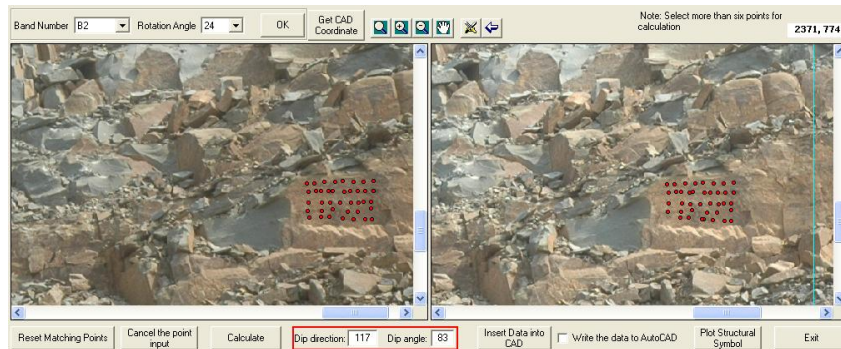 Band Number B2 Rotation Angle 24 OK Get CAD Coordinate Note: Select more than six points for calculation 2371, 774
Reset Matching Points Cancel the point input Calculate Dip direction: 117 Dip angle: 83 Insert Data into CAD Write the data to AutoCAD Plot Structural Symbol Exit